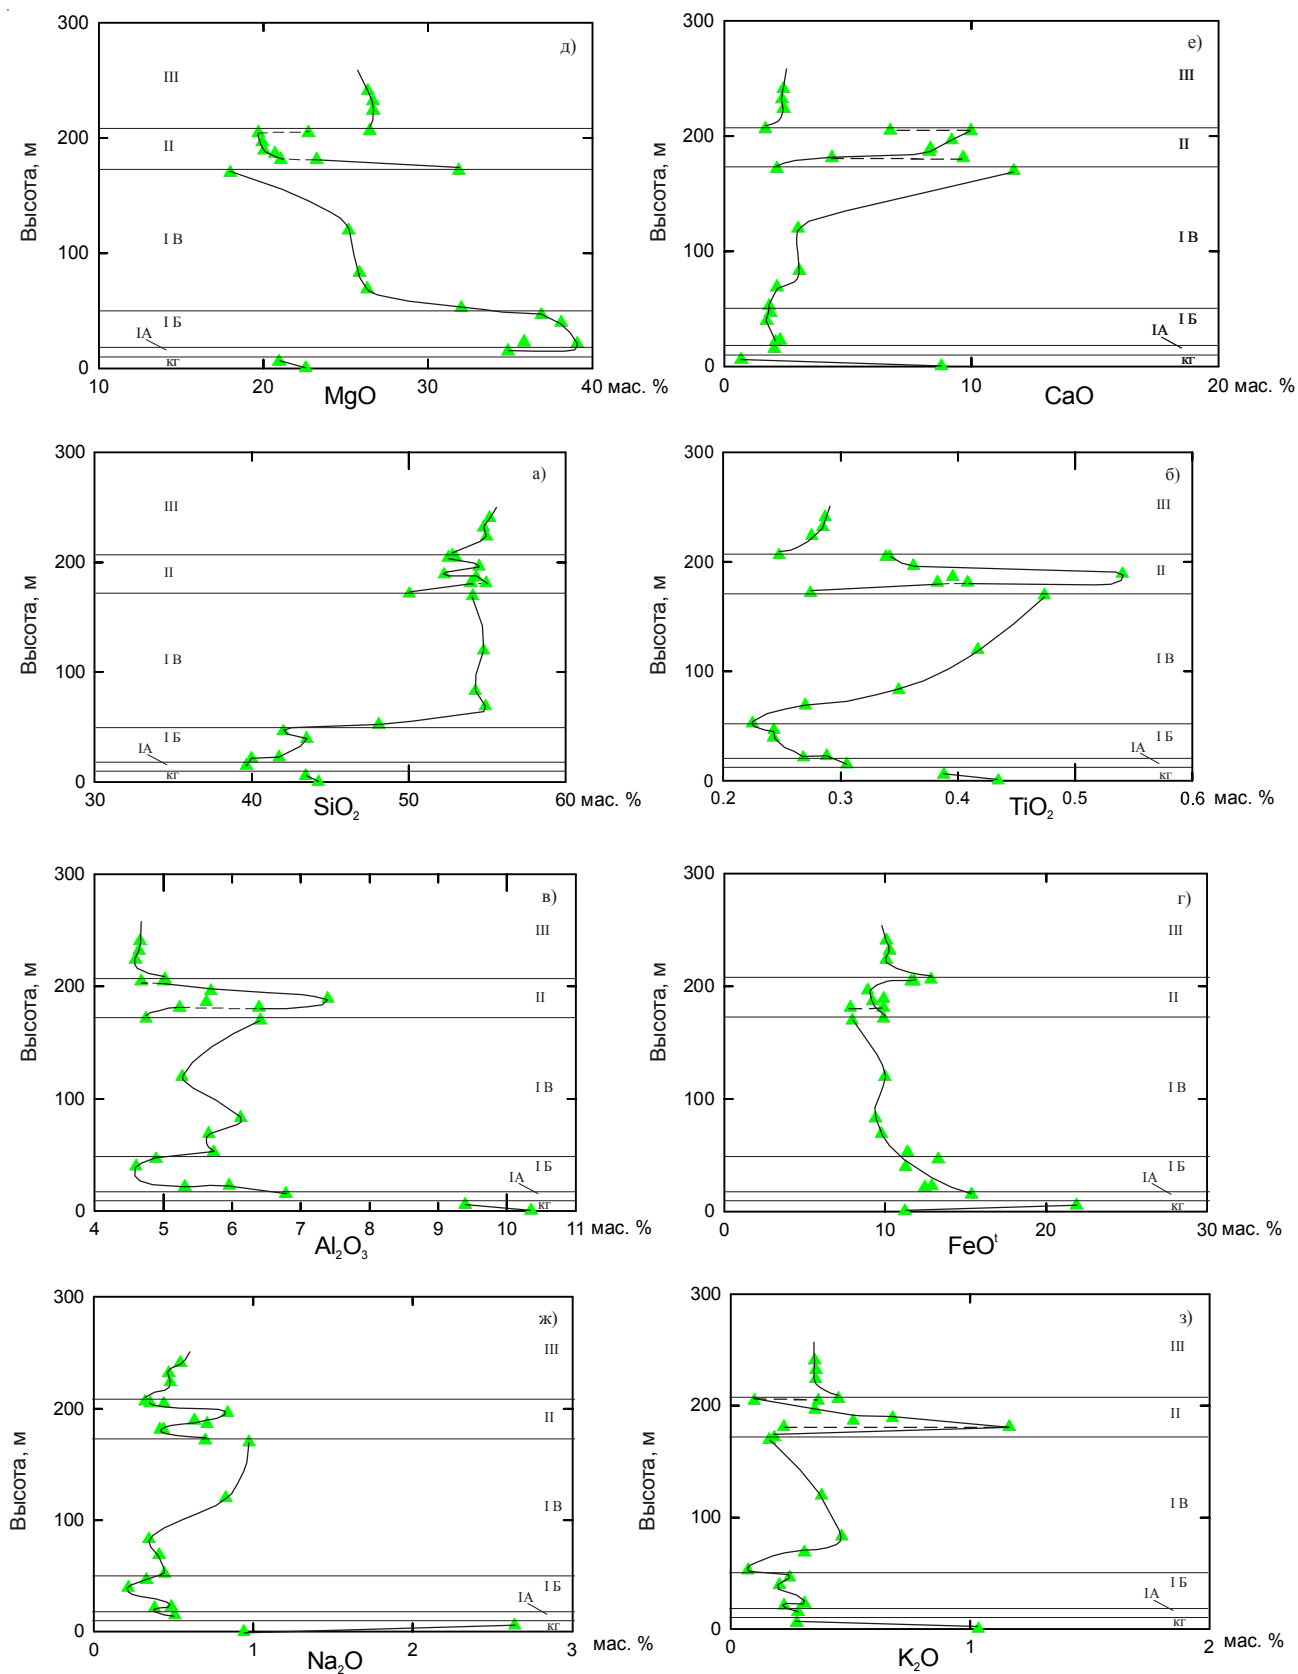 300
200
100
0
Высота, м
д)
III
II
I В
I Б
IА
кг
10 20 30 40 мас. %
MgO
300
200
100
0
Высота, м
е)
III
II
I В
I Б
IА
кг
0 10 20 мас. %
CaO
300
200
100
0
Высота, м
а)
III
II
I В
I Б
IА
кг
30 40 50 60 мас. %
SiO₂
300
200
100
0
Высота, м
б)
III
II
I В
I Б
IА
кг
0.2 0.3 0.4 0.5 0.6 мас. %
TiO₂
300
200
100
0
Высота, м
в)
III
II
I В
I Б
IА
кг
4 5 6 7 8 9 10 11 мас. %
Al₂O₃
300
200
100
0
Высота, м
г)
III
II
I В
I Б
IА
кг
0 10 20 30 мас. %
FeOᵗ
300
200
100
0
Высота, м
ж)
III
II
I В
I Б
IА
кг
0 1 2 3 мас. %
Na₂O
300
200
100
0
Высота, м
з)
III
II
I В
I Б
IА
кг
0 1 2 мас. %
K₂O